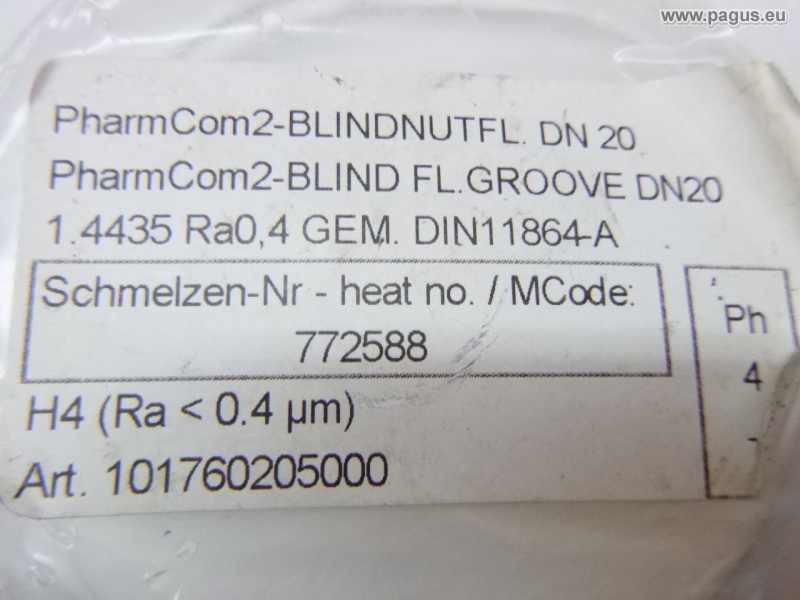 www.pagus.eu
PharmCom2-BLINDNUTFL. DN 20
PharmCom2-BLIND FL.GROOVE DN20
1.4435 Ra0,4 GEM. DIN11864-A
Schmelzen-Nr - heat no. / MCode:
772588
H4 (Ra < 0.4 µm)
Art. 101760205000
Ph
4